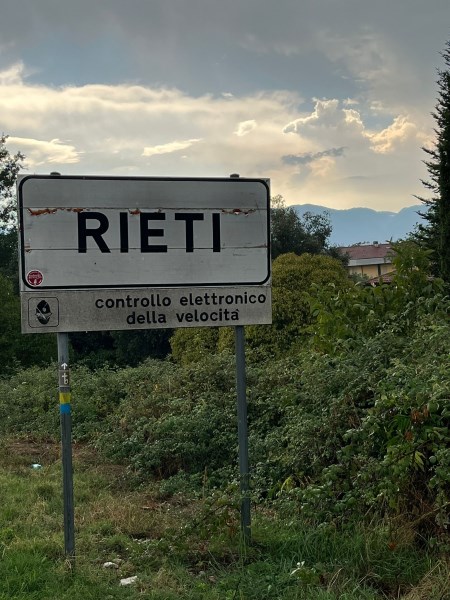 RIETI
controllo elettronico
della velocità